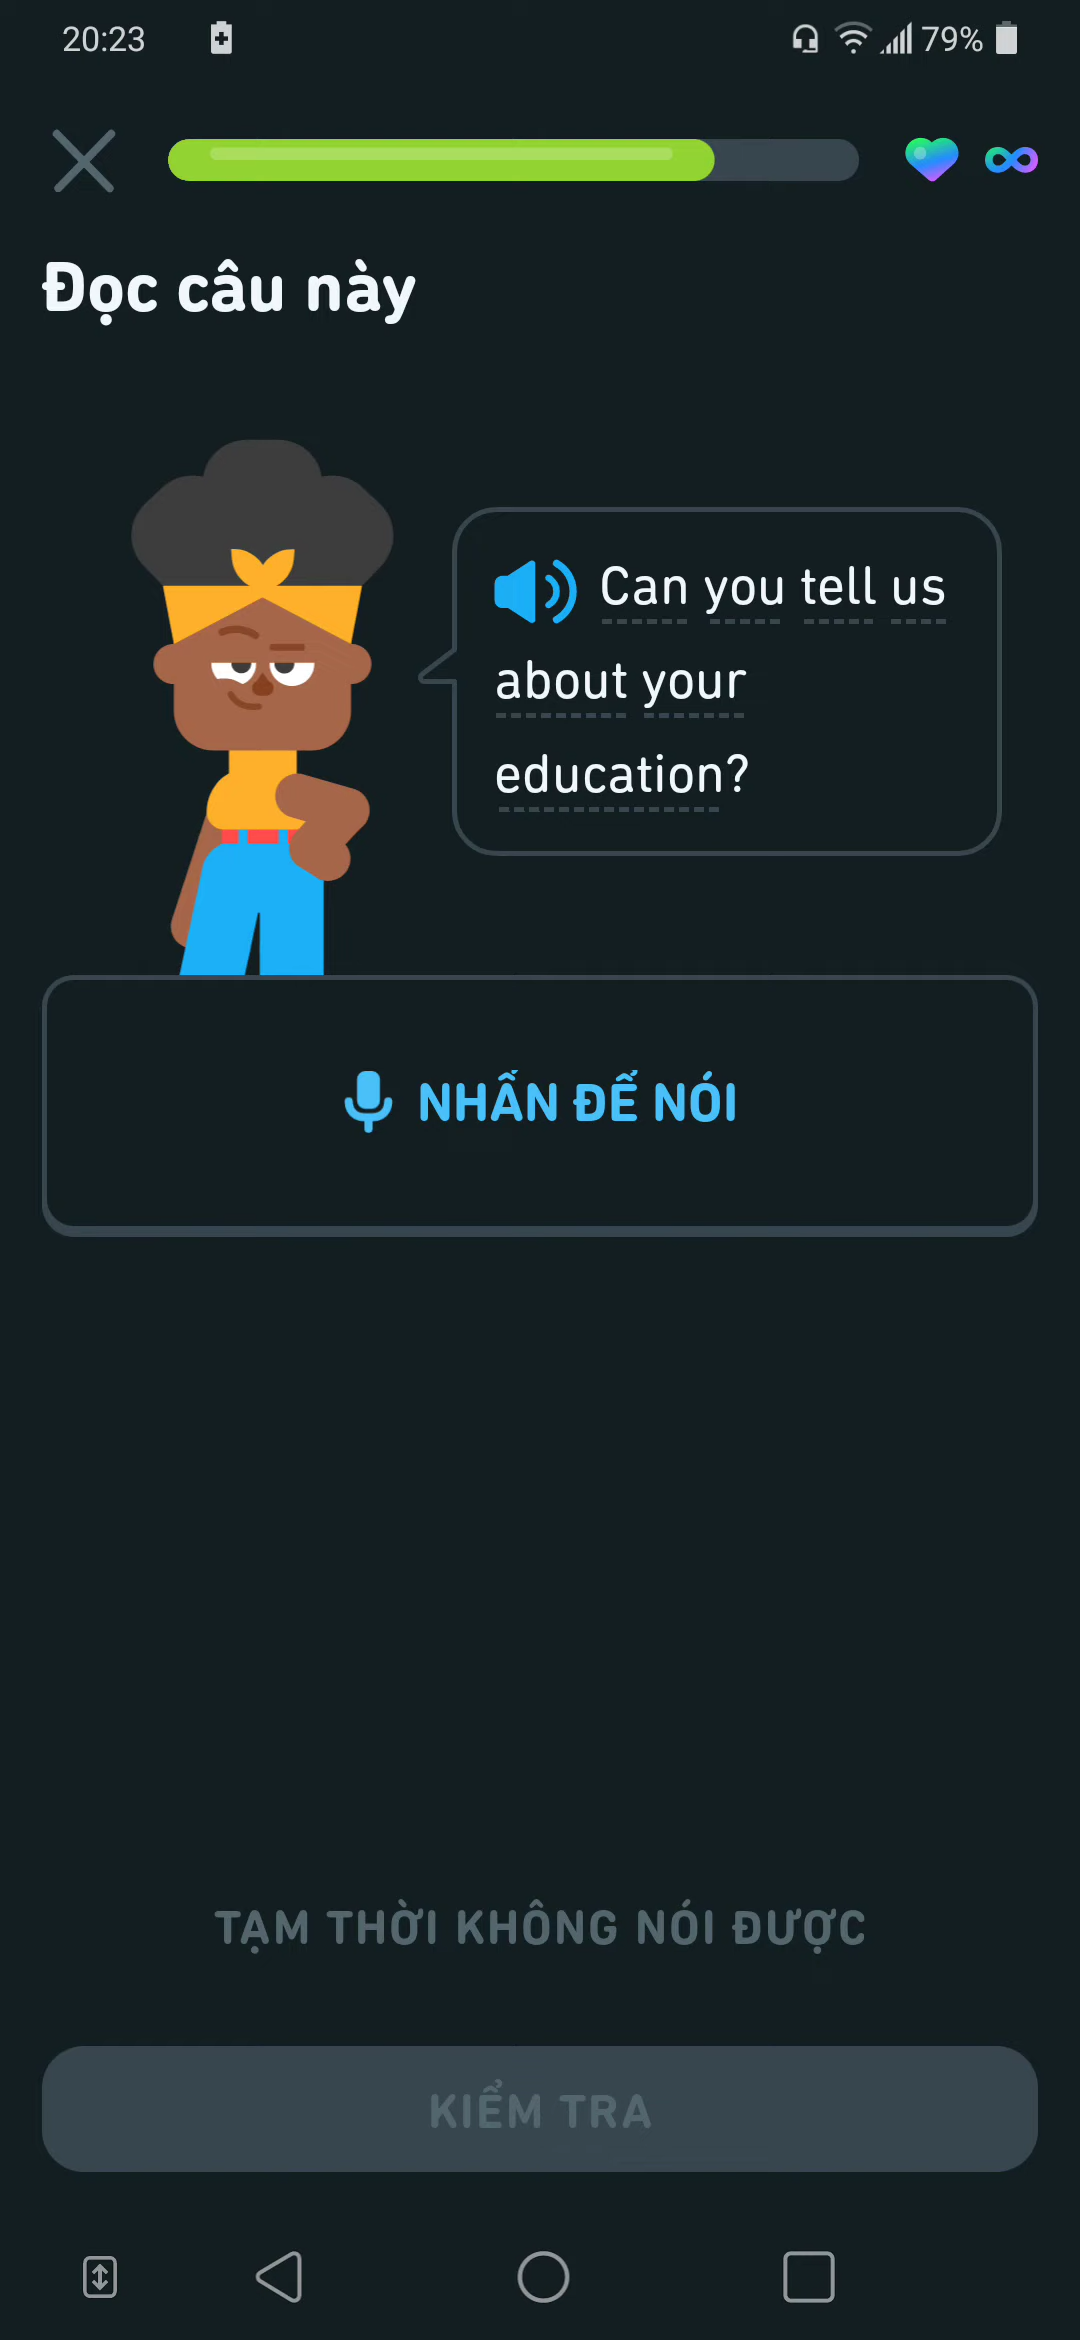 20:23
79%
Đọc câu này
Can you tell us
about your
education?
NHẤN ĐỂ NÓI
TẠM THỜI KHÔNG NÓI ĐƯỢC
KIỂM TRA